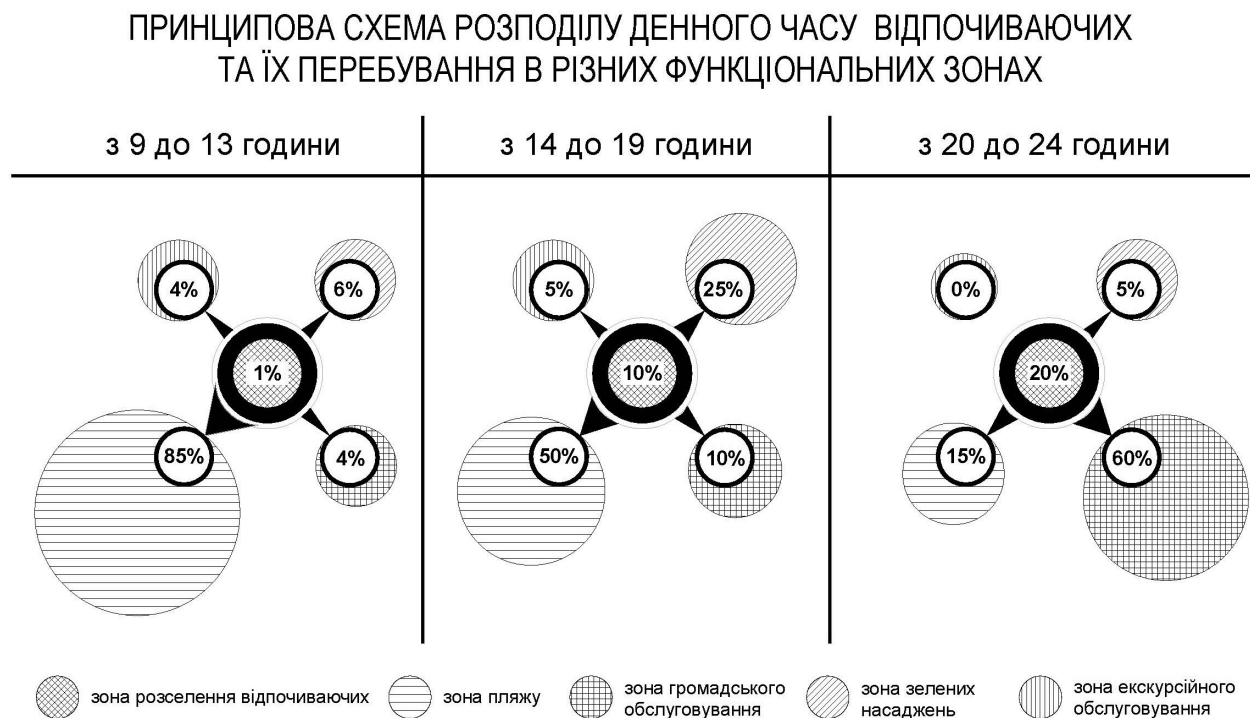 ПРИНЦИПОВА СХЕМА РОЗПОДІЛУ ДЕННОГО ЧАСУ ВІДПОЧИВАЮЧИХ
ТА ЇХ ПЕРЕБУВАННЯ В РІЗНИХ ФУНКЦІОНАЛЬНИХ ЗОНАХ
з 9 до 13 години
4%
6%
1%
85%
4%
з 14 до 19 години
5%
25%
10%
50%
10%
з 20 до 24 години
0%
5%
20%
15%
60%
зона розселення відпочиваючих
зона пляжу
зона громадського
обслуговування
зона зелених
насаджень
зона екскурсійного
обслуговування